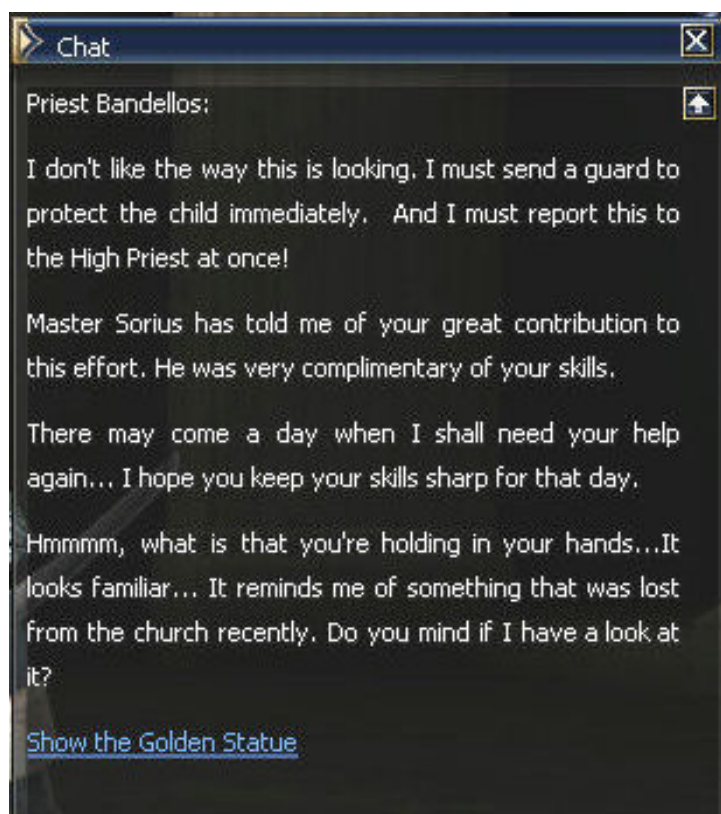 Chat
Priest Bandellos:
I don't like the way this is looking. I must send a guard to
protect the child immediately.  And I must report this to
the High Priest at once!
Master Sorius has told me of your great contribution to
this effort. He was very complimentary of your skills.
There may come a day when I shall need your help
again... I hope you keep your skills sharp for that day.
Hmmmm, what is that you're holding in your hands...It
looks familiar... It reminds me of something that was lost
from the church recently. Do you mind if I have a look at
it?
Show the Golden Statue